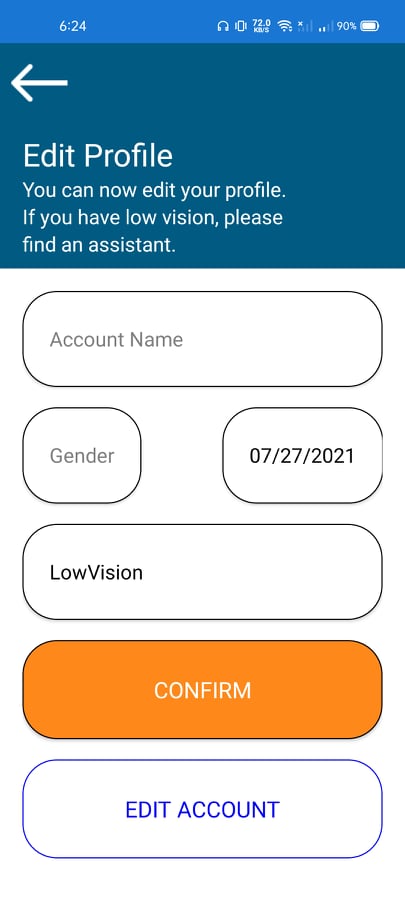 6:24 72.0 KB/S 90%
Edit Profile
You can now edit your profile.
If you have low vision, please
find an assistant.
Account Name
Gender 07/27/2021
LowVision
CONFIRM
EDIT ACCOUNT